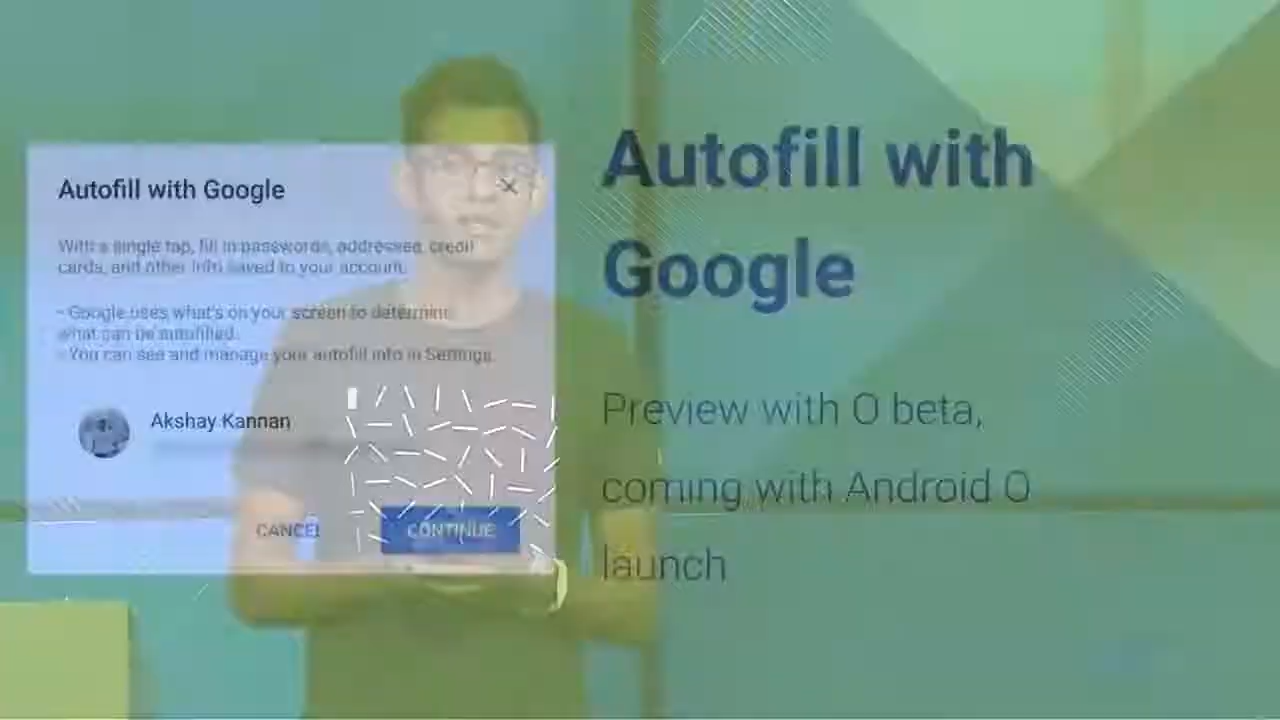 Autofill with Google
With a single tap, fill in passwords, addresses, credit
cards, and other info saved to your account.
- Google uses what's on your screen to determine
what can be autofilled.
- You can see and manage your autofill info in Settings.
Akshay Kannan
CANCEL
CONTINUE
Autofill with
Google
Preview with O beta,
coming with Android O
launch